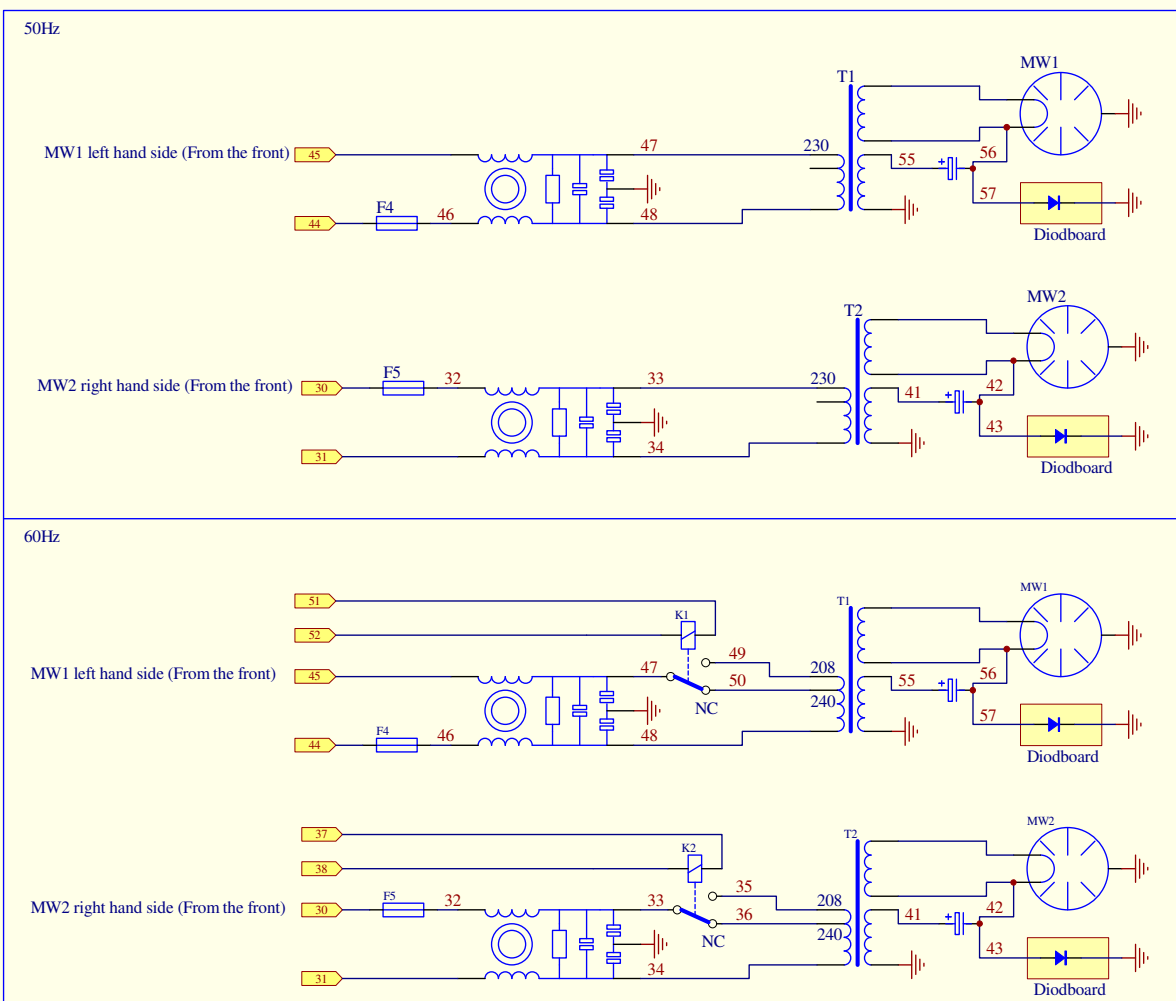 50Hz
MW1
T1
MW1 left hand side (From the front)
45
47
230
55
56
57
44
F4
46
48
Diodboard
MW2
T2
MW2 right hand side (From the front)
30
F5
32
33
230
41
42
43
31
34
Diodboard
60Hz
51
52
K1
T1
MW1
MW1 left hand side (From the front)
45
47
49
50
NC
208
240
55
56
57
44
F4
46
48
Diodboard
37
38
K2
T2
MW2
MW2 right hand side (From the front)
30
F5
32
33
35
36
NC
208
240
41
42
43
31
34
Diodboard